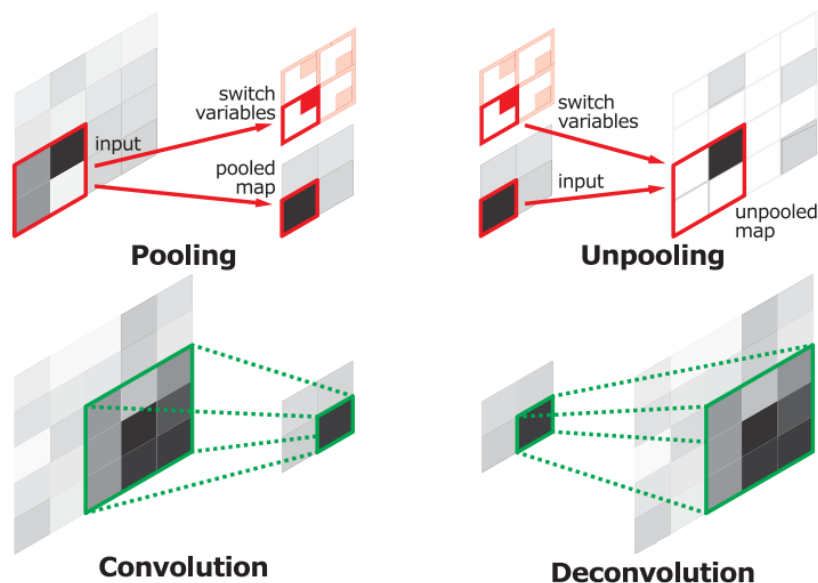 switch
variables
input
pooled
map
Pooling
switch
variables
input
unpooled
map
Unpooling
Convolution
Deconvolution